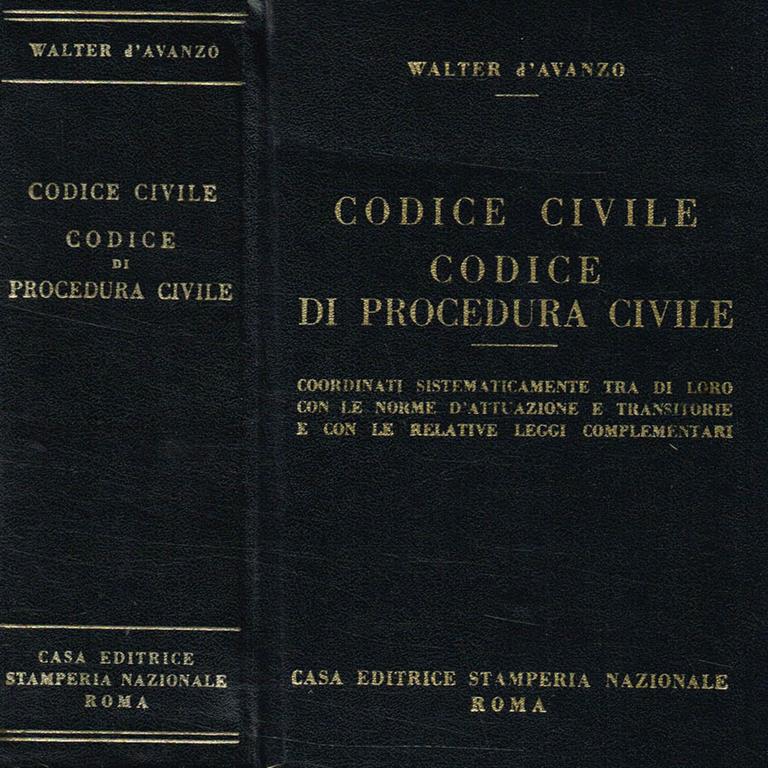 WALTER d'AVANZO
CODICE CIVILE
CODICE
DI
PROCEDURA CIVILE
CASA EDITRICE
STAMPERIA NAZIONALE
ROMA
WALTER d'AVANZO
CODICE CIVILE
CODICE
DI PROCEDURA CIVILE
COORDINATI SISTEMATICAMENTE TRA DI LORO
CON LE NORME D'ATTUAZIONE E TRANSITORIE
E CON LE RELATIVE LEGGI COMPLEMENTARI
CASA EDITRICE STAMPERIA NAZIONALE
ROMA